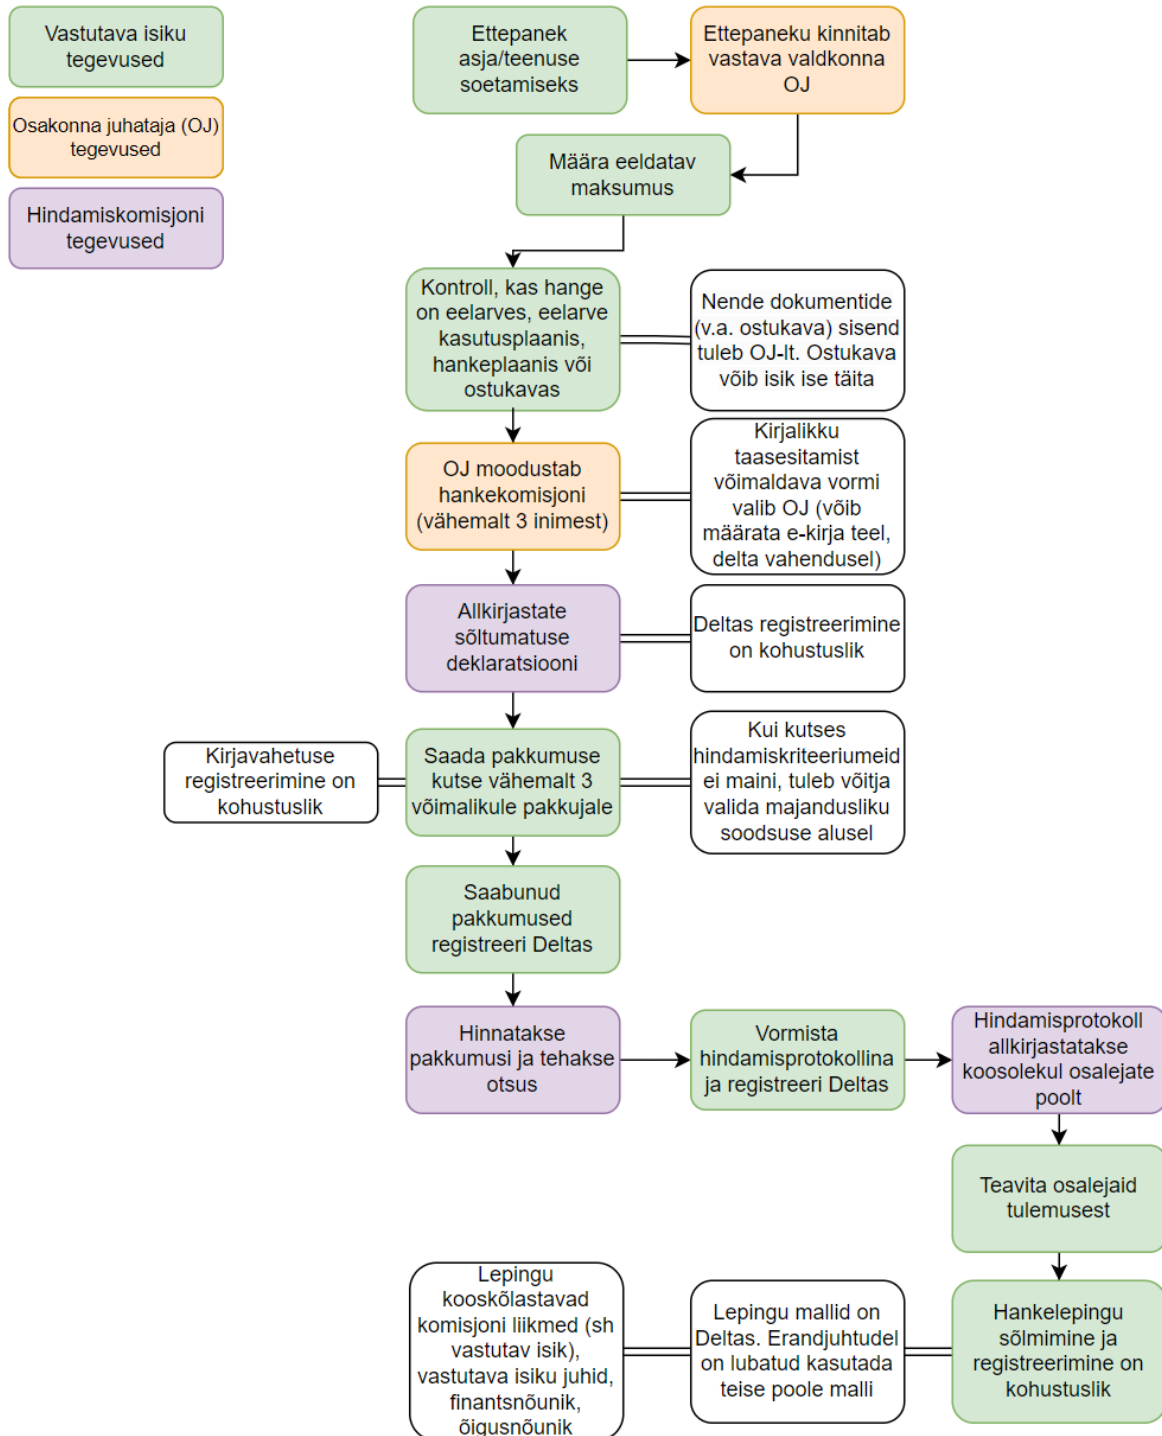 Vastutava isiku
tegevused
Osakonna juhataja (OJ)
tegevused
Hindamiskomisjoni
tegevused
Ettepanek
asja/teenuse
soetamiseks
Ettepaneku kinnitab
vastava valdkonna
OJ
Määra eeldatav
maksumus
Kontroll, kas hange
on eelarves, eelarve
kasutusplaanis,
hankeplaanis või
ostukavas
Nende dokumentide
(v.a. ostukava) sisend
tuleb OJ-lt. Ostukava
võib isik ise täita
OJ moodustab
hankekomisjoni
(vähemalt 3 inimest)
Kirjalikku
taasesitamist
võimaldava vormi
valib OJ (võib
määrata e-kirja teel,
delta vahendusel)
Allkirjastate
sõltumatuse
deklaratsiooni
Deltas registreerimine
on kohustuslik
Kirjavahetuse
registreerimine on
kohustuslik
Saada pakkumuse
kutse vähemalt 3
võimalikule pakkujale
Kui kutses
hindamiskriteeriumeid
ei maini, tuleb võitja
valida majandusliku
soodsuse alusel
Saabunud
pakkumused
registreeri Deltas
Hinnatakse
pakkumusi ja tehakse
otsus
Vormista
hindamisprotokollina
ja registreeri Deltas
Hindamisprotokoll
allkirjastatakse
koosolekul osalejate
poolt
Teavita osalejaid
tulemusest
Hankelepingu
sõlmimine ja
registreerimine on
kohustuslik
Lepingu mallid on
Deltas. Erandjuhtudel
on lubatud kasutada
teise poole malli
Lepingu
kooskõlastavad
komisjoni liikmed (sh
vastutav isik),
vastutava isiku juhid,
finantsnõunik,
õigusnõunik